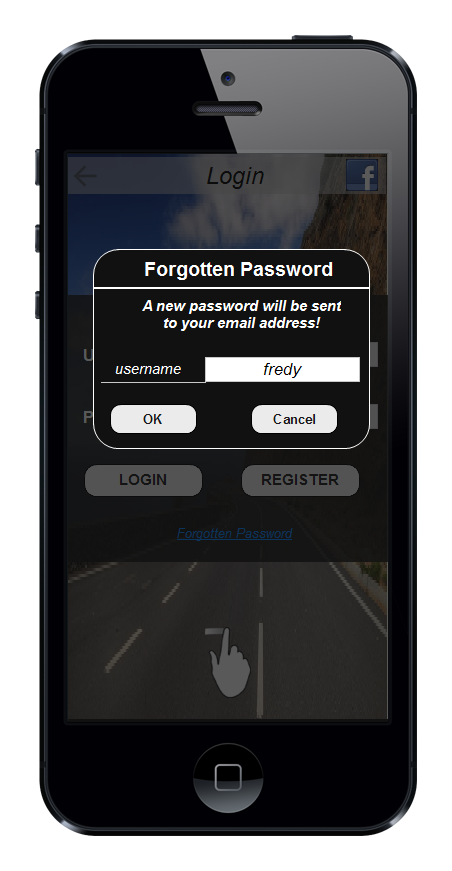 Login
f
Forgotten Password
A new password will be sent
to your email address!
U
username fredy
P
OK Cancel
LOGIN REGISTER
Forgotten Password